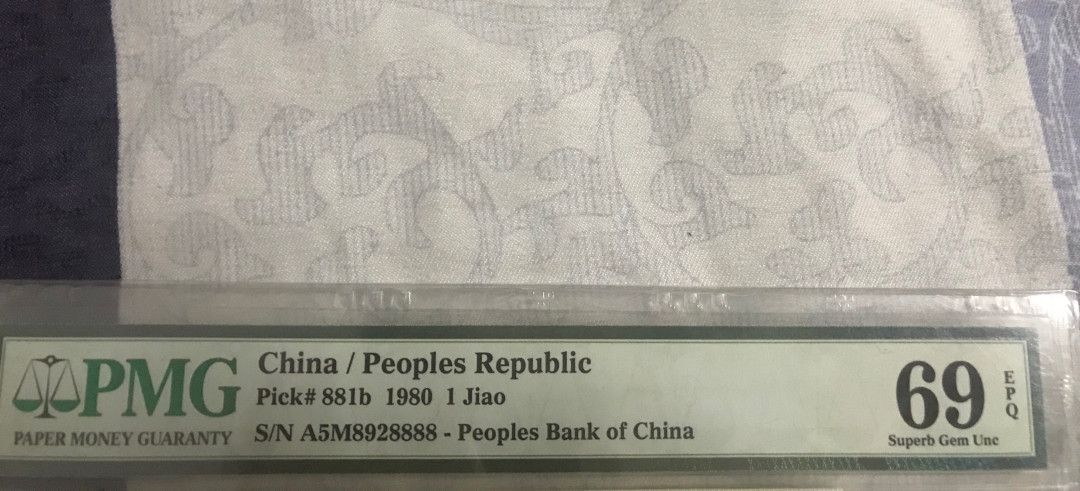 PMG
PAPER MONEY GUARANTY
China / Peoples Republic
Pick# 881b 1980 1 Jiao
S/N A5M8928888 - Peoples Bank of China
69
EPQ
Superb Gem Unc